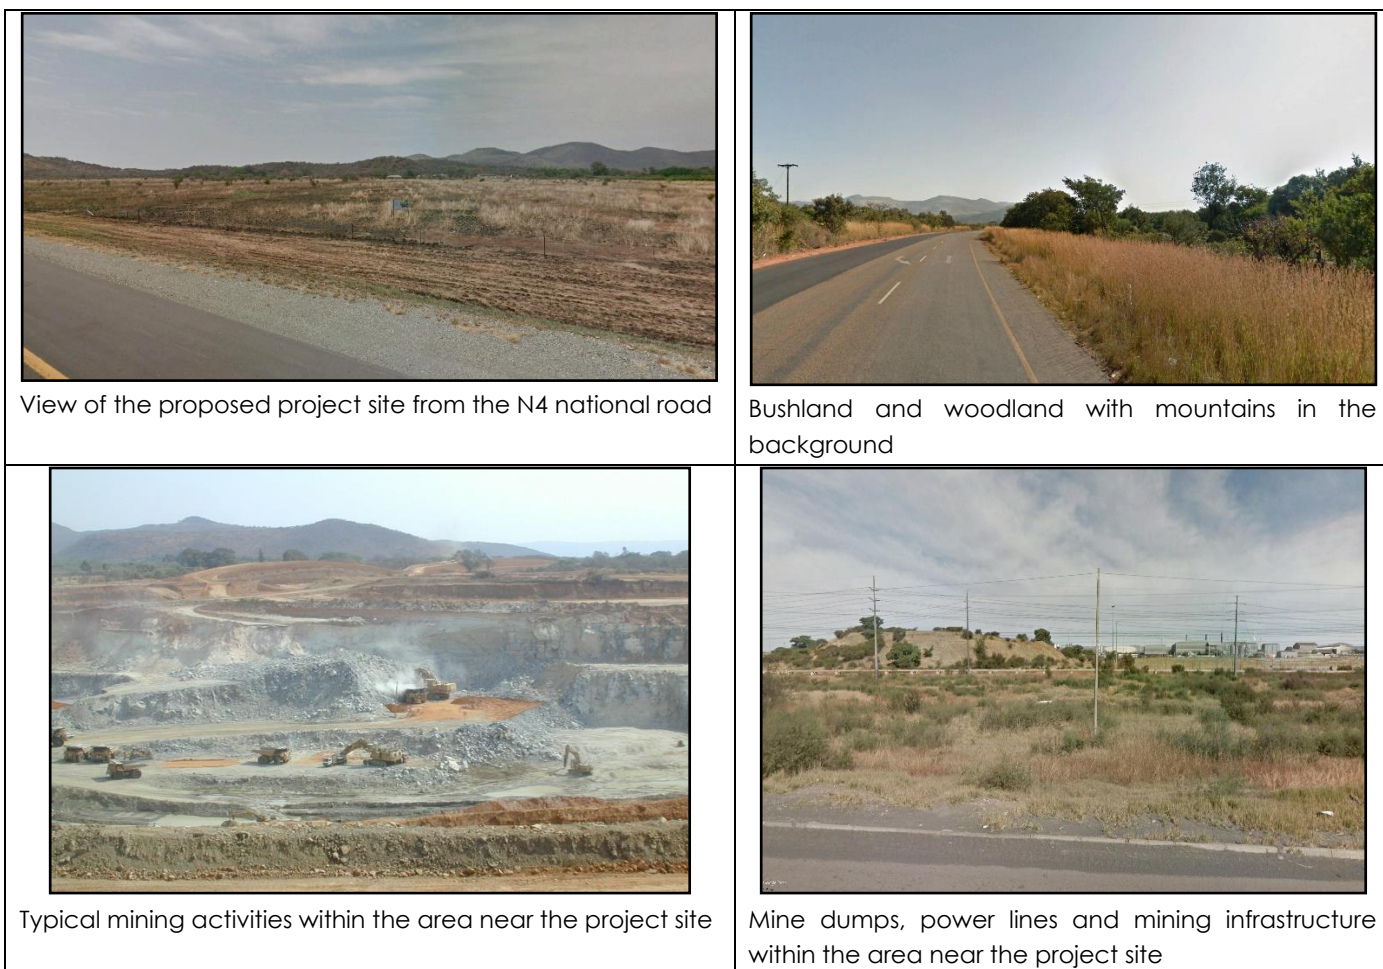 View of the proposed project site from the N4 national road
Bushland and woodland with mountains in the
background
Typical mining activities within the area near the project site
Mine dumps, power lines and mining infrastructure
within the area near the project site